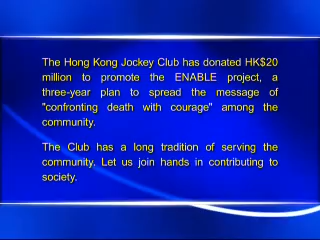 The Hong Kong Jockey Club has donated HK$20
million to promote the ENABLE project, a
three-year plan to spread the message of
"confronting death with courage" among the
community.
The Club has a long tradition of serving the
community. Let us join hands in contributing to
society.